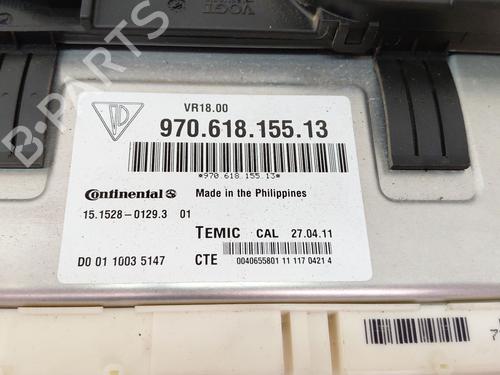 VOGT
VR18.00
970.618.155.13
*970.618.155.13*
Continental
Made in the Philippines
15.1528-0129.3 01
TEMIC CAL 27.04.11
D0 01 1003 5147
CTE 0040655801 11 117 0421 4
B-PARTS